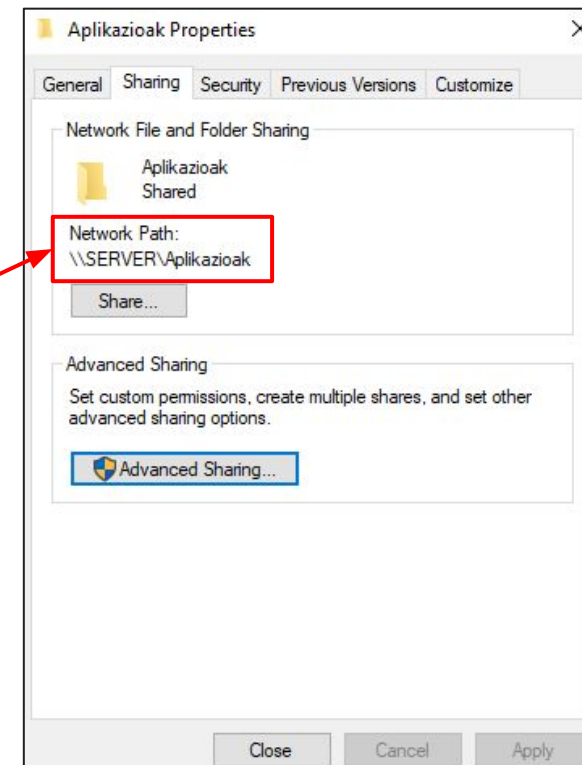 Aplikazioak Properties
General Sharing Security Previous Versions Customize
Network File and Folder Sharing
Aplikazioak
Shared
Network Path:
\\SERVER\Aplikazioak
Share...
Advanced Sharing
Set custom permissions, create multiple shares, and set other
advanced sharing options.
Advanced Sharing...
Close Cancel Apply